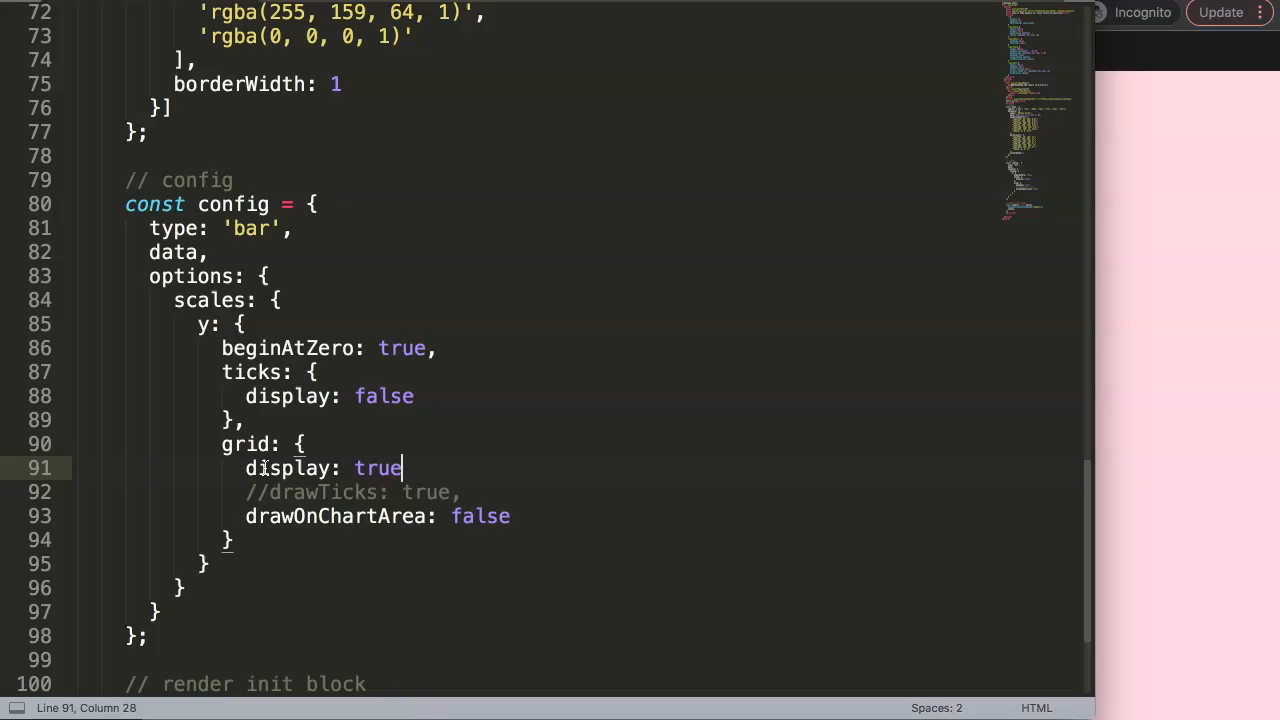 72 'rgba(255, 159, 64, 1)',
73 'rgba(0, 0, 0, 1)'
74 ],
75 borderWidth: 1
76 }]
77 };
78
79 // config
80 const config = {
81 type: 'bar',
82 data,
83 options: {
84 scales: {
85 y: {
86 beginAtZero: true,
87 ticks: {
88 display: false
89 },
90 grid: {
91 display: true
92 //drawTicks: true,
93 drawOnChartArea: false
94 }
95 }
96 }
97 }
98 };
99
100 // render init block
Incognito
Update
Line 91, Column 28
Spaces: 2
HTML